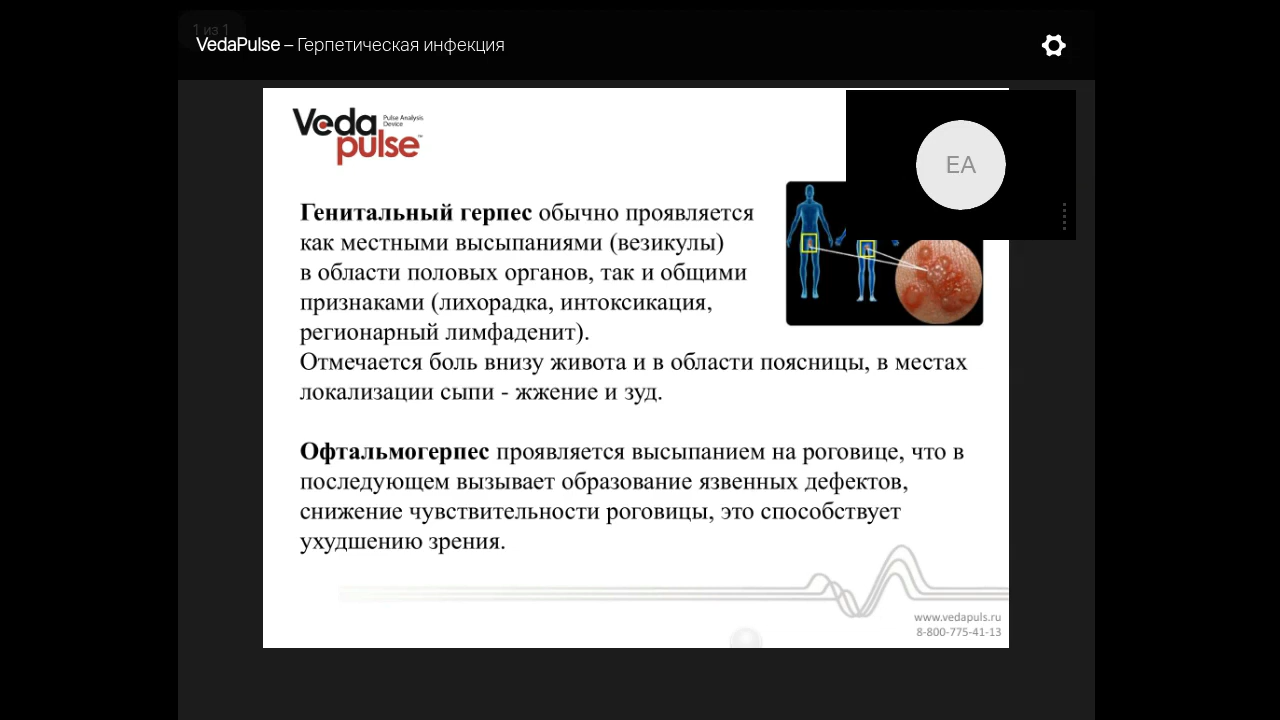 1 из 1
VedaPulse – Герпетическая инфекция
Veda
pulse
Pulse Analysis
Device
EA
Генитальный герпес обычно проявляется
как местными высыпаниями (везикулы)
в области половых органов, так и общими
признаками (лихорадка, интоксикация,
регионарный лимфаденит).
Отмечается боль внизу живота и в области поясницы, в местах
локализации сыпи - жжение и зуд.
Офтальмогерпес проявляется высыпанием на роговице, что в
последующем вызывает образование язвенных дефектов,
снижение чувствительности роговицы, это способствует
ухудшению зрения.
www.vedapuls.ru
8-800-775-41-13